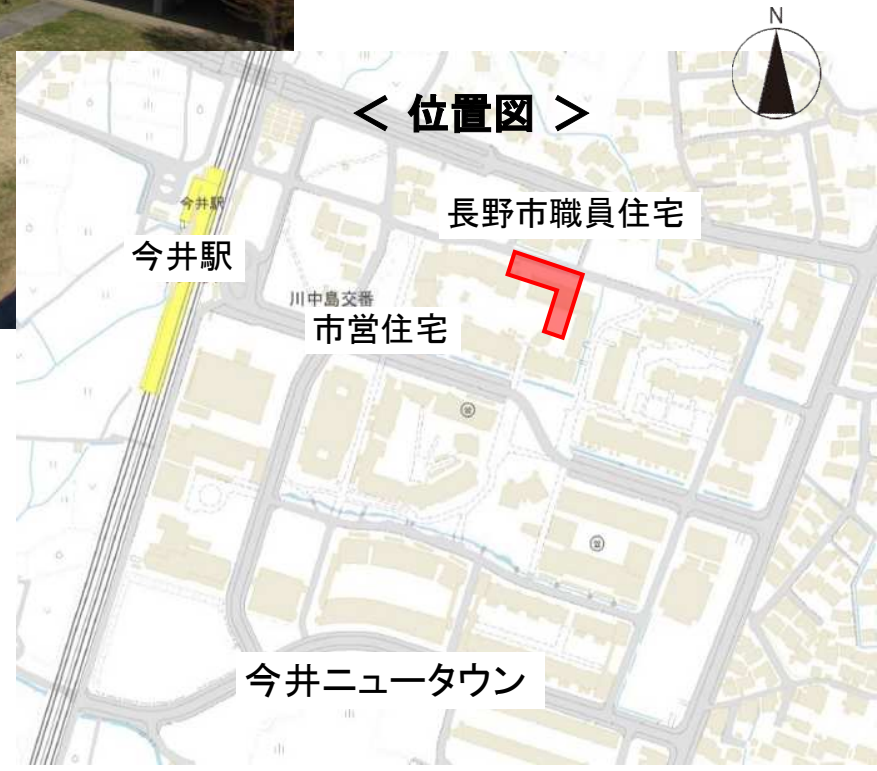 N
< 位置図 >
長野市職員住宅
今井駅
今井駅
川中島交番
市営住宅
今井ニュータウン